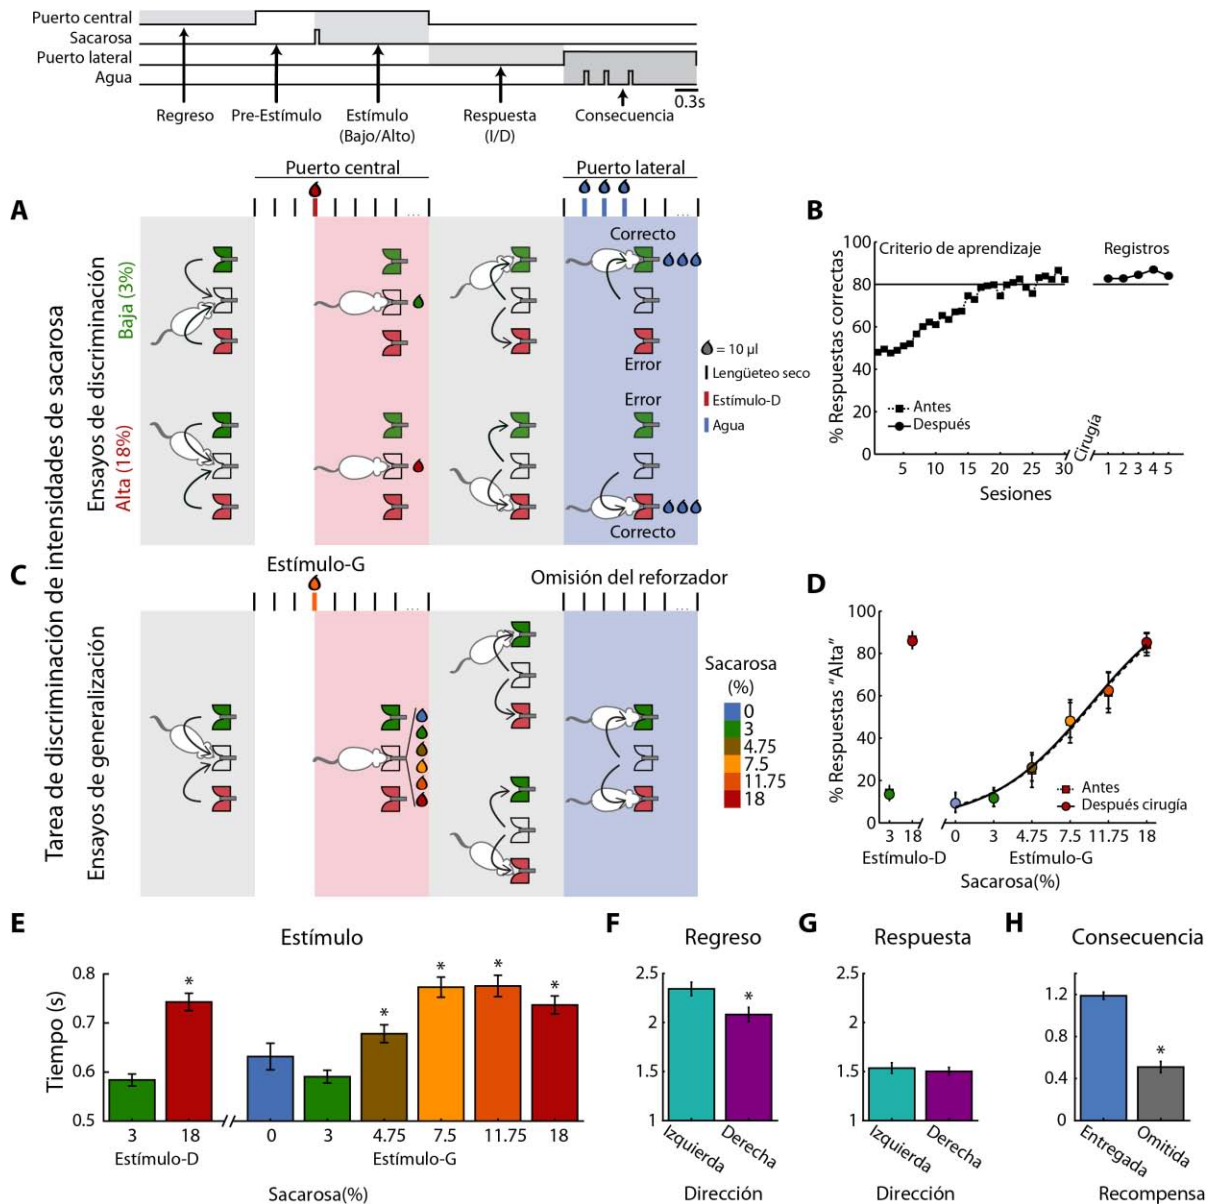 Puerto central
Sacarosa
Puerto lateral
Agua
0.3s
Regreso
Pre-Estímulo
Estímulo
(Bajo/Alto)
Respuesta
(I/D)
Consecuencia
Puerto central
Puerto lateral
A
Tarea de discriminación de intensidades de sacarosa
Ensayos de discriminación
Baja (3%)
Alta (18%)
Correcto
Error
Error
Correcto
= 10 µl
Lengüeteo seco
Estímulo-D
Agua
B
% Respuestas correctas
100
80
60
40
20
0
Criterio de aprendizaje
Registros
Antes
Después
Cirugía
5 10 15 20 25 30
1 2 3 4 5
Sesiones
C
Estímulo-G
Omisión del reforzador
Ensayos de generalización
Sacarosa
(%)
0
3
4.75
7.5
11.75
18
D
% Respuestas "Alta"
100
80
60
40
20
0
Antes
Después cirugía
3 18
0 3 4.75 7.5 11.75 18
Estímulo-D
Estímulo-G
Sacarosa(%)
E
Estímulo
Tiempo (s)
0.8
0.7
0.6
0.5
* * * * *
3 18 0 3 4.75 7.5 11.75 18
Estímulo-D
Estímulo-G
Sacarosa(%)
F
Regreso
2.5
2
1.5
1
*
Izquierda
Derecha
Dirección
G
Respuesta
2.5
2
1.5
1
Izquierda
Derecha
Dirección
H
Consecuencia
1.2
0.8
0.4
0
*
Entregada
Omitida
Recompensa